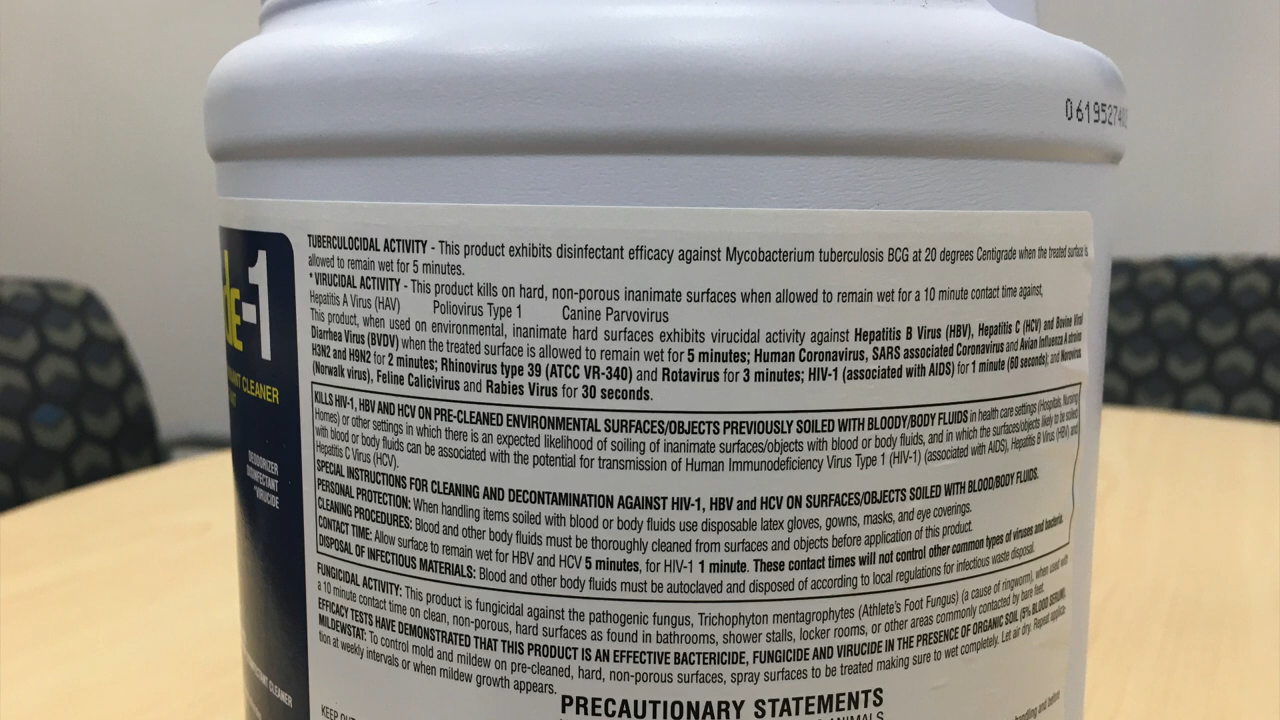 0619527
TUBERCULOCIDAL ACTIVITY - This product exhibits disinfectant efficacy against Mycobacterium tuberculosis BCG at 20 degrees Centigrade when the treated surface is
allowed to remain wet for 5 minutes.
* VIRUCIDAL ACTIVITY - This product kills on hard, non-porous inanimate surfaces when allowed to remain wet for a 10 minute contact time against,
Hepatitis A Virus (HAV) Poliovirus Type 1 Canine Parvovirus
This product, when used on environmental, inanimate hard surfaces exhibits virucidal activity against Hepatitis B Virus (HBV), Hepatitis C (HCV) and Bovine Viral
Diarrhea Virus (BVDV) when the treated surface is allowed to remain wet for 5 minutes; Human Coronavirus, SARS associated Coronavirus and Avian Influenza A strains
H3N2 and H9N2 for 2 minutes; Rhinovirus type 39 (ATCC VR-340) and Rotavirus for 3 minutes; HIV-1 (associated with AIDS) for 1 minute (60 seconds); and Norovirus
(Norwalk virus), Feline Calicivirus and Rabies Virus for 30 seconds.
KILLS HIV-1, HBV AND HCV ON PRE-CLEANED ENVIRONMENTAL SURFACES/OBJECTS PREVIOUSLY SOILED WITH BLOODY/BODY FLUIDS in health care settings (Hospitals, Nursing
Homes) or other settings in which there is an expected likelihood of soiling of inanimate surfaces/objects with blood or body fluids, and in which the surfaces/objects likely to be soiled
with blood or body fluids can be associated with the potential for transmission of Human Immunodeficiency Virus Type 1 (HIV-1) (associated with AIDS), Hepatitis B Virus (HBV) and
Hepatitis C Virus (HCV).
SPECIAL INSTRUCTIONS FOR CLEANING AND DECONTAMINATION AGAINST HIV-1, HBV and HCV ON SURFACES/OBJECTS SOILED WITH BLOOD/BODY FLUIDS.
PERSONAL PROTECTION: When handling items soiled with blood or body fluids use disposable latex gloves, gowns, masks, and eye coverings.
CLEANING PROCEDURES: Blood and other body fluids must be thoroughly cleaned from surfaces and objects before application of this product.
CONTACT TIME: Allow surface to remain wet for HBV and HCV 5 minutes, for HIV-1 1 minute. These contact times will not control other common types of viruses and bacteria.
DISPOSAL OF INFECTIOUS MATERIALS: Blood and other body fluids must be autoclaved and disposed of according to local regulations for infectious waste disposal.
FUNGICIDAL ACTIVITY: This product is fungicidal against the pathogenic fungus, Trichophyton mentagrophytes (Athlete's Foot Fungus) (a cause of ringworm), when used with
a 10 minute contact time on clean, non-porous, hard surfaces as found in bathrooms, shower stalls, locker rooms, or other areas commonly contacted by bare feet.
EFFICACY TESTS HAVE DEMONSTRATED THAT THIS PRODUCT IS AN EFFECTIVE BACTERICIDE, FUNGICIDE AND VIRUCIDE IN THE PRESENCE OF ORGANIC SOIL (5% BLOOD SERUM).
MILDEWSTAT: To control mold and mildew on pre-cleaned, hard, non-porous surfaces, spray surfaces to be treated making sure to wet completely. Let air dry. Repeat applica-
tion at weekly intervals or when mildew growth appears.
PRECAUTIONARY STATEMENTS
KEEP OUT
ANIMALS
handling and before
de-1
CLEANER
DEODORIZER
DISINFECTANT
*VIRUCIDE
CLEANER